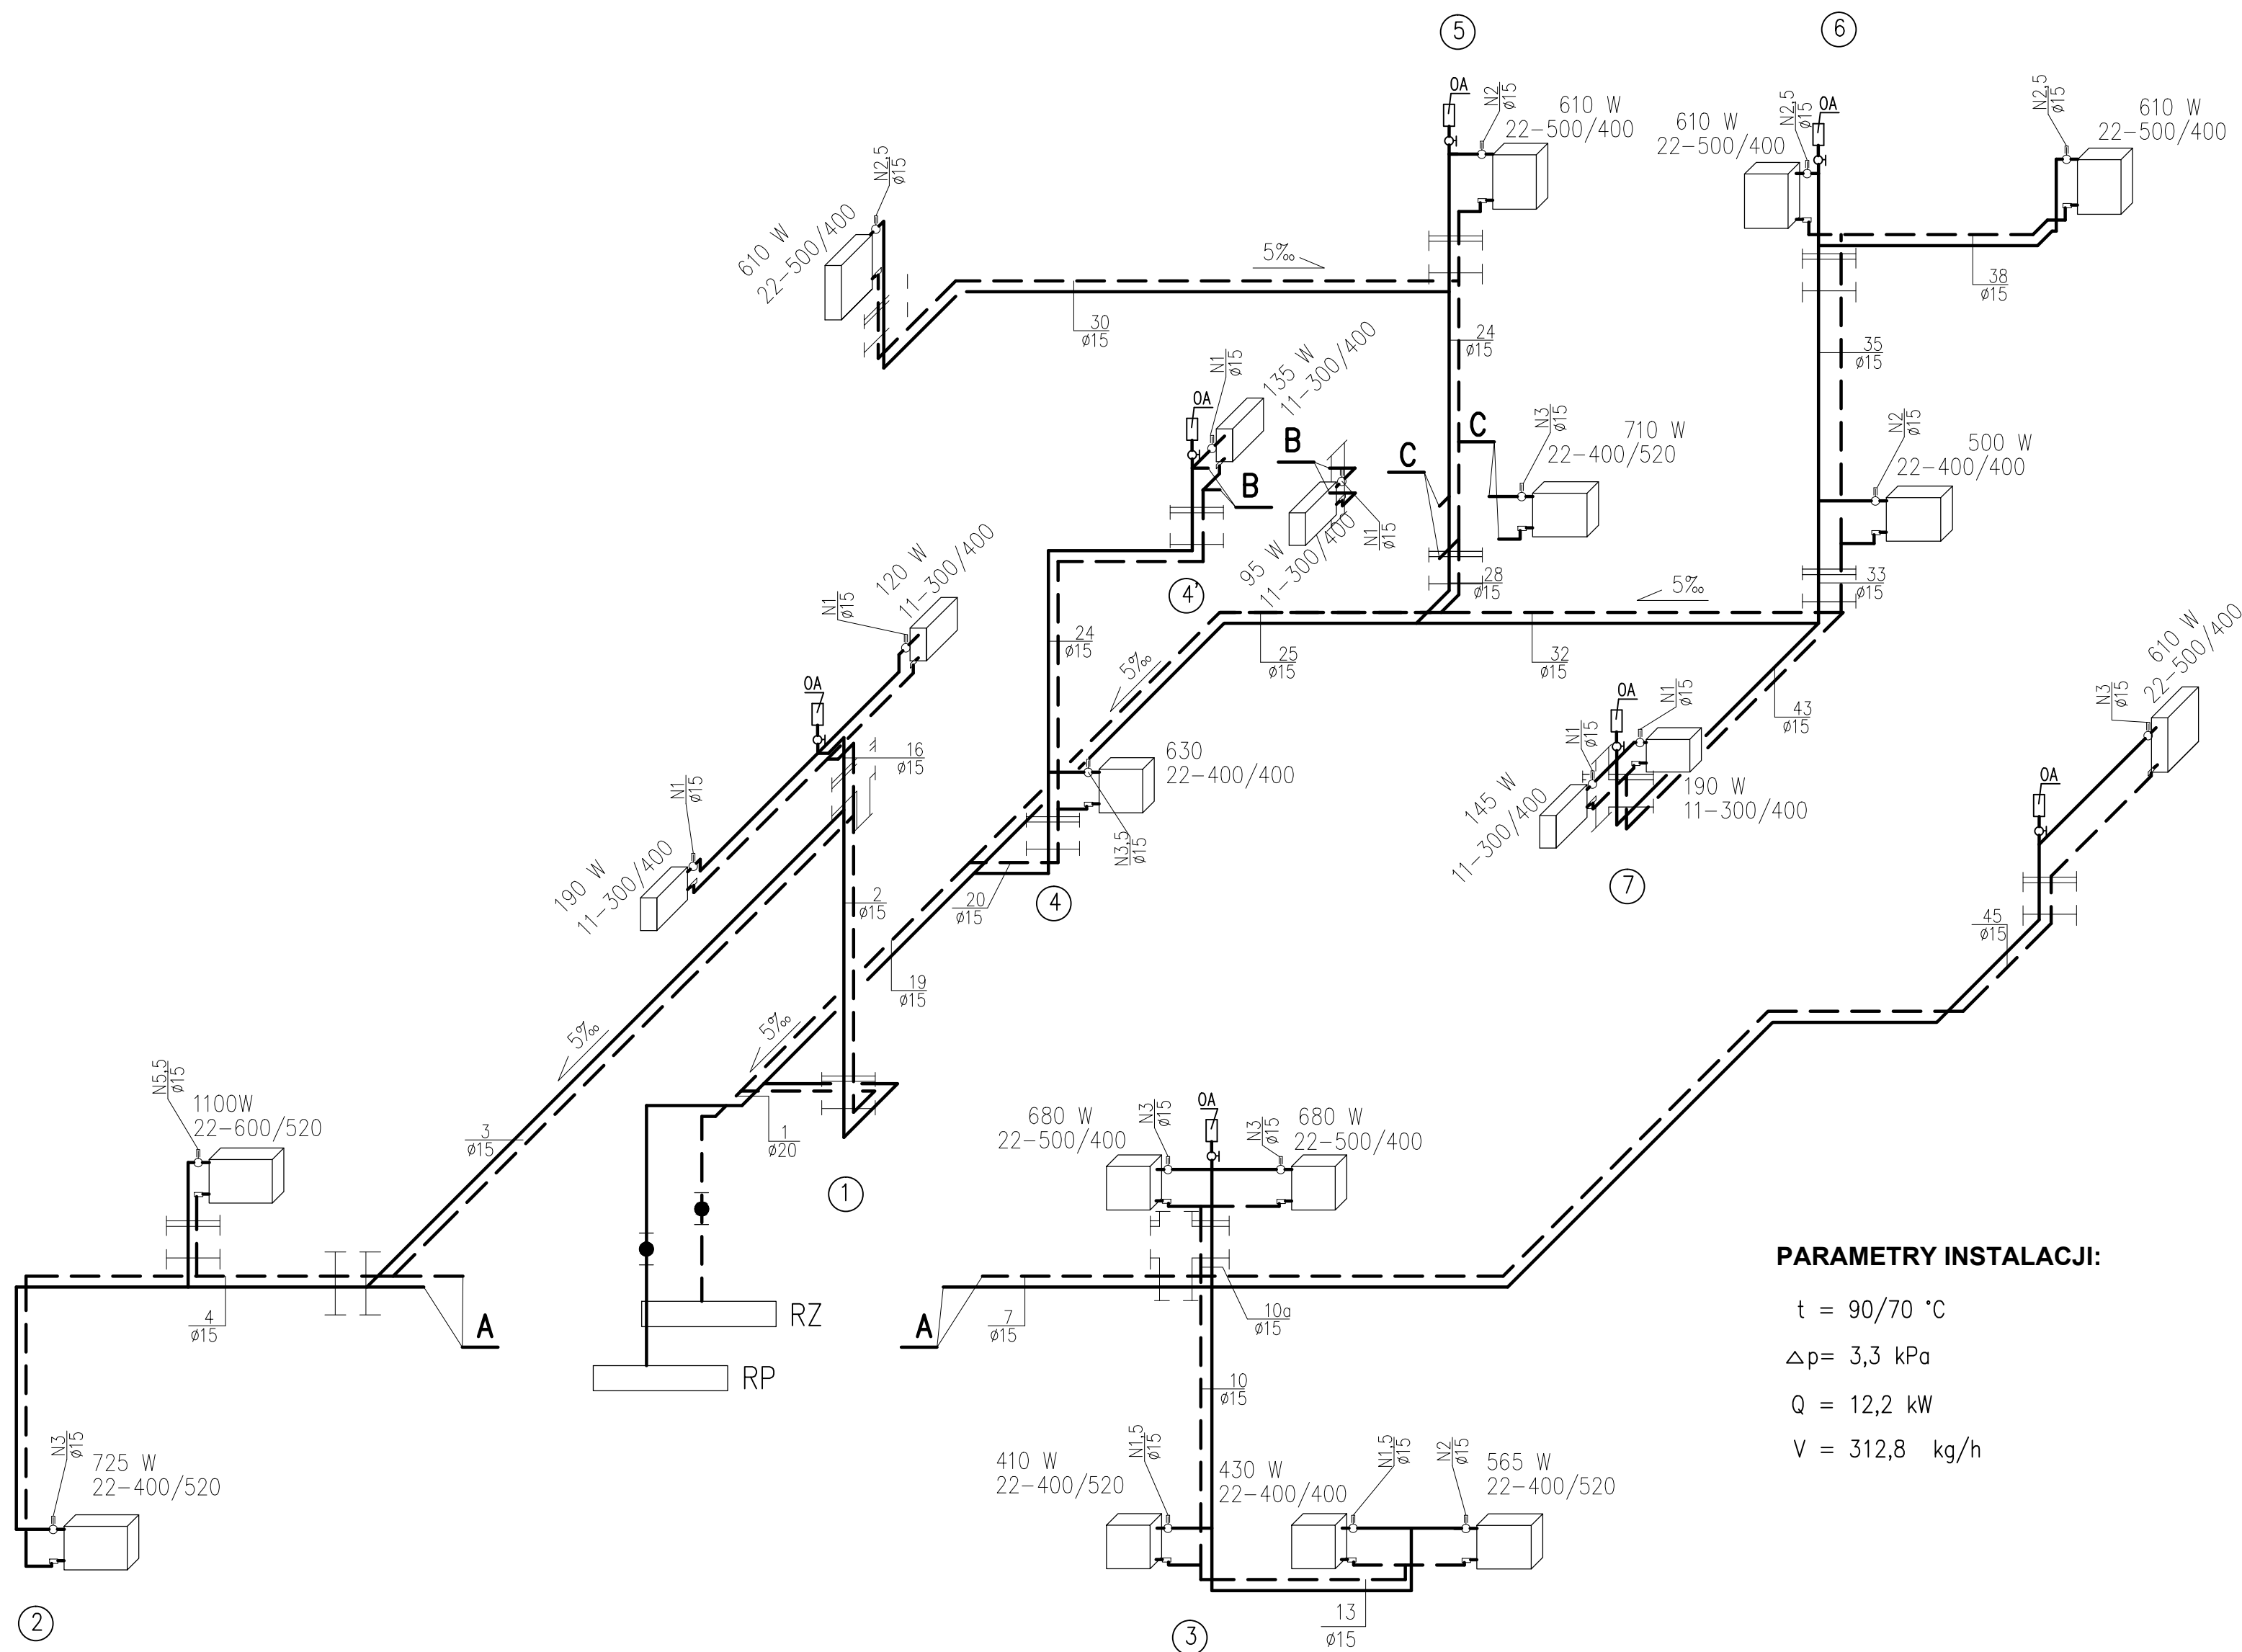 5
6
OA
N2
ø15
610 W
22-500/400
N2,5
ø15
610 W
22-500/400
OA
N2,5
ø15
610 W
22-500/400
N2,5
ø15
610 W
22-500/400
5‰
30
ø15
24
ø15
35
ø15
38
ø15
OA
N1
ø15
135 W
11-300/400
B
B
95 W
11-300/400
N1
ø15
C
C
N3
ø15
710 W
22-400/520
N2
ø15
500 W
22-400/400
4'
28
ø15
33
ø15
5‰
N1
ø15
120 W
11-300/400
24
ø15
25
ø15
32
ø15
5‰
OA
16
ø15
N1
ø15
190 W
11-300/400
2
ø15
630
22-400/400
N3,5
ø15
20
ø15
4
19
ø15
5‰
5‰
OA
N1
ø15
N1
ø15
145 W
11-300/400
190 W
11-300/400
7
43
ø15
N3
ø15
610 W
22-500/400
OA
45
ø15
N5,5
ø15
1100W
22-600/520
3
ø15
1
ø20
1
4
ø15
A
RZ
RP
N3
ø15
725 W
22-400/520
2
680 W
22-500/400
N3
ø15
OA
N3
ø15
680 W
22-500/400
A
7
ø15
10a
ø15
10
ø15
410 W
22-400/520
N1,5
ø15
430 W
22-400/400
N1,5
ø15
N2
ø15
565 W
22-400/520
13
ø15
3
PARAMETRY INSTALACJI:
t = 90/70 °C
△p= 3,3 kPa
Q = 12,2 kW
V = 312,8 kg/h